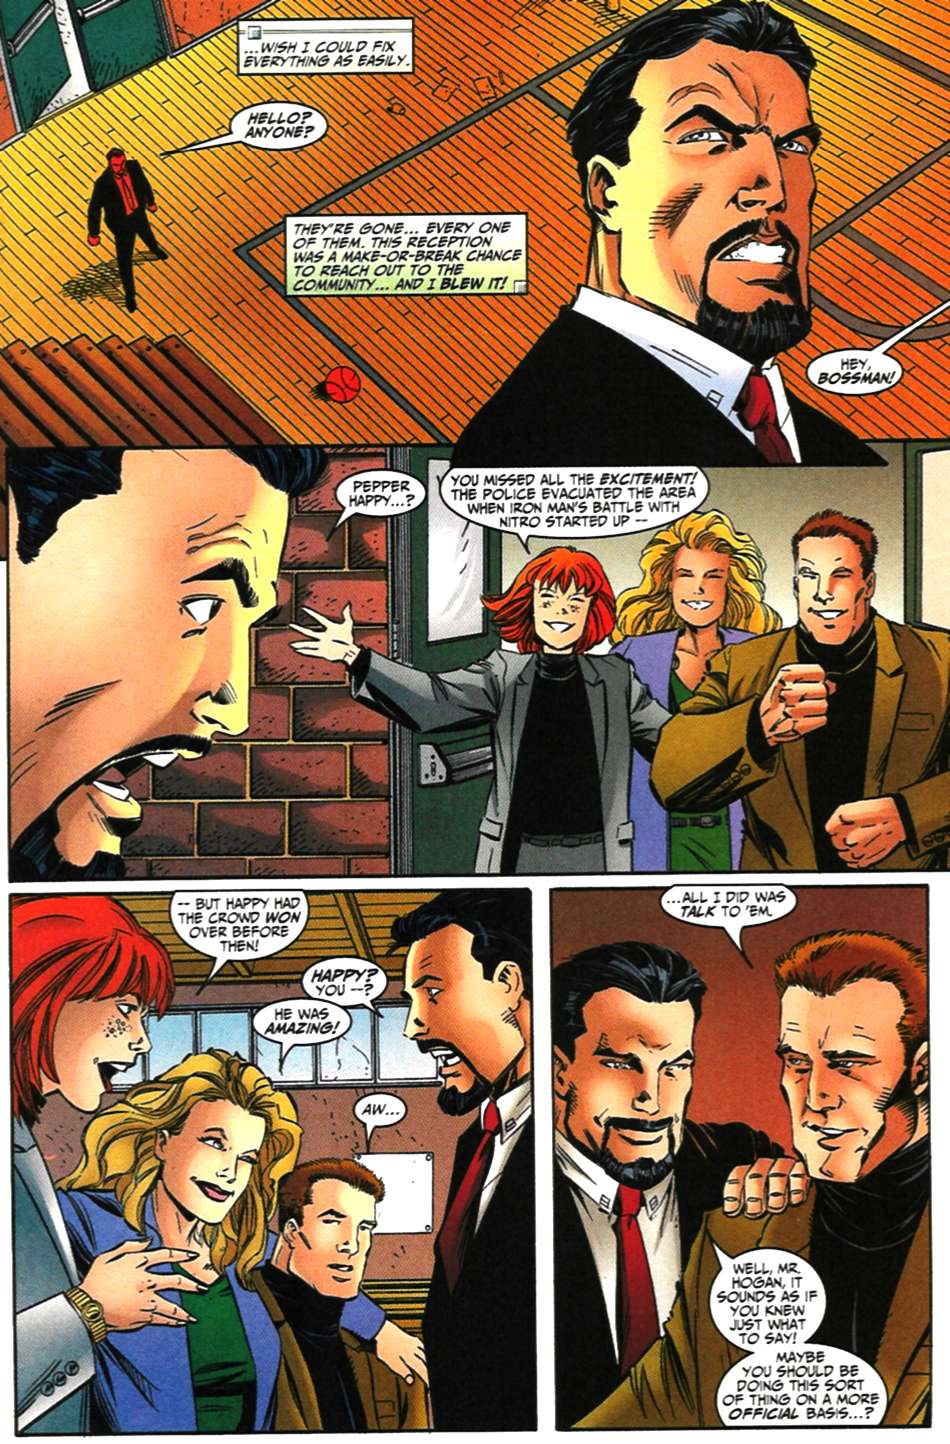 ...WISH I COULD FIX
EVERYTHING AS EASILY.
HELLO?
ANYONE?
THEY'RE GONE... EVERY ONE
OF THEM. THIS RECEPTION
WAS A MAKE-OR-BREAK CHANCE
TO REACH OUT TO THE
COMMUNITY... AND I BLEW IT!
HEY,
BOSSMAN!
PEPPER
HAPPY...?
YOU MISSED ALL THE EXCITEMENT!
THE POLICE EVACUATED THE AREA
WHEN IRON MAN'S BATTLE WITH
NITRO STARTED UP --
-- BUT HAPPY HAD
THE CROWD WON
OVER BEFORE
THEN!
HAPPY?
YOU --?
HE WAS
AMAZING!
AW...
...ALL I DID WAS
TALK TO 'EM.
WELL, MR.
HOGAN, IT
SOUNDS AS IF
YOU KNEW
JUST WHAT
TO SAY!
MAYBE
YOU SHOULD BE
DOING THIS SORT
OF THING ON A MORE
OFFICIAL BASIS...?